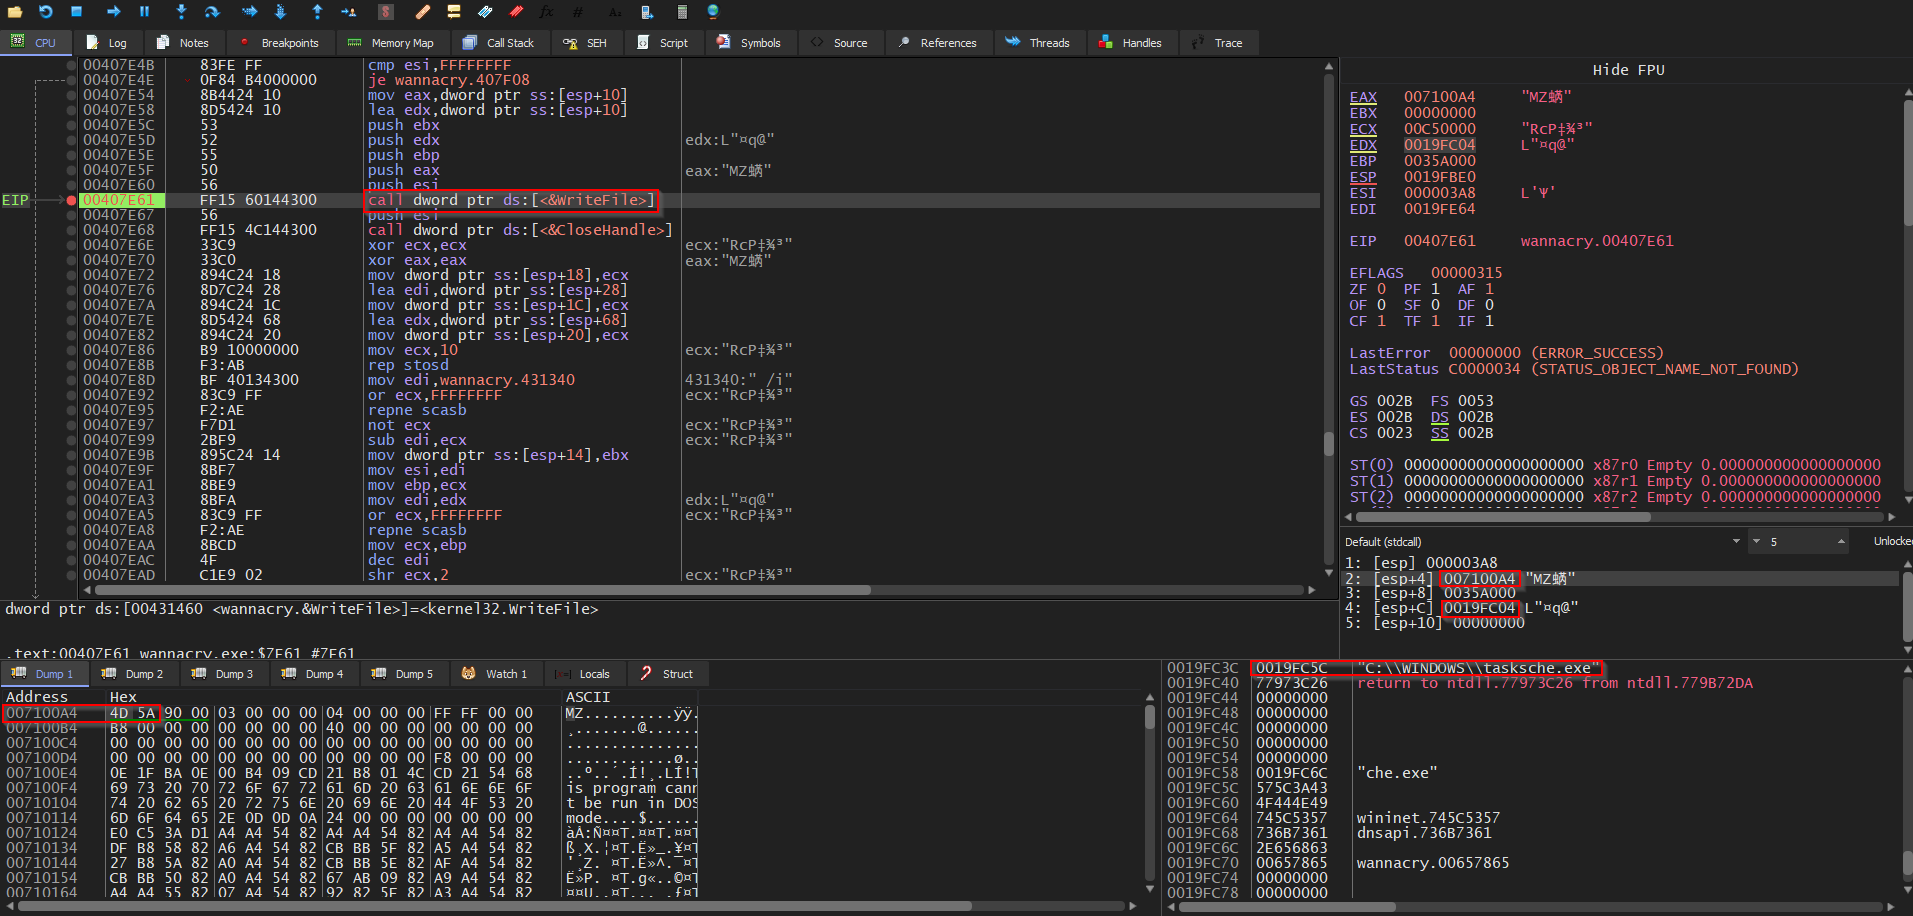 CPU Log Notes Breakpoints Memory Map Call Stack SEH Script Symbols Source References Threads Handles Trace
00407E4B 83FE FF cmp esi,FFFFFFFF
00407E4E 0F84 B4000000 je wannacry.407F08
00407E54 8B4424 10 mov eax,dword ptr ss:[esp+10]
00407E58 8D5424 10 lea edx,dword ptr ss:[esp+10]
00407E5C 53 push ebx
00407E5D 52 push edx edx:L"¤q@"
00407E5E 55 push ebp
00407E5F 50 push eax eax:"MZ蝺"
00407E60 56 push esi
EIP 00407E61 FF15 60144300 call dword ptr ds:[<&WriteFile>]
00407E67 56 push esi
00407E68 FF15 4C144300 call dword ptr ds:[<&CloseHandle>]
00407E6E 33C9 xor ecx,ecx ecx:"RcP‡¾³"
00407E70 33C0 xor eax,eax eax:"MZ蝺"
00407E72 894C24 18 mov dword ptr ss:[esp+18],ecx
00407E76 8D7C24 28 lea edi,dword ptr ss:[esp+28]
00407E7A 894C24 1C mov dword ptr ss:[esp+1C],ecx
00407E7E 8D5424 68 lea edx,dword ptr ss:[esp+68]
00407E82 894C24 20 mov dword ptr ss:[esp+20],ecx
00407E86 B9 10000000 mov ecx,10 ecx:"RcP‡¾³"
00407E8B F3:AB rep stosd
00407E8D BF 40134300 mov edi,wannacry.431340 431340:" /i"
00407E92 83C9 FF or ecx,FFFFFFFF ecx:"RcP‡¾³"
00407E95 F2:AE repne scasb
00407E97 F7D1 not ecx ecx:"RcP‡¾³"
00407E99 2BF9 sub edi,ecx ecx:"RcP‡¾³"
00407E9B 895C24 14 mov dword ptr ss:[esp+14],ebx
00407E9F 8BF7 mov esi,edi
00407EA1 8BE9 mov ebp,ecx
00407EA3 8BFA mov edi,edx edx:L"¤q@"
00407EA5 83C9 FF or ecx,FFFFFFFF ecx:"RcP‡¾³"
00407EA8 F2:AE repne scasb
00407EAA 8BCD mov ecx,ebp
00407EAC 4F dec edi
00407EAD C1E9 02 shr ecx,2 ecx:"RcP‡¾³"
dword ptr ds:[00431460 <wannacry.&WriteFile>]=<kernel32.WriteFile>
.text:00407E61 wannacry.exe:$7E61 #7E61
Hide FPU
EAX 007100A4 "MZ蝺"
EBX 00000000
ECX 00C50000 "RcP‡¾³"
EDX 0019FC04 L"¤q@"
EBP 0035A000
ESP 0019FBE0
ESI 000003A8 L'Ψ'
EDI 0019FE64
EIP 00407E61 wannacry.00407E61
EFLAGS 00000315
ZF 0 PF 1 AF 1
OF 0 SF 0 DF 0
CF 1 TF 1 IF 1
LastError 00000000 (ERROR_SUCCESS)
LastStatus C0000034 (STATUS_OBJECT_NAME_NOT_FOUND)
GS 002B FS 0053
ES 002B DS 002B
CS 0023 SS 002B
ST(0) 00000000000000000000 x87r0 Empty 0.000000000000000000
ST(1) 00000000000000000000 x87r1 Empty 0.000000000000000000
ST(2) 00000000000000000000 x87r2 Empty 0.000000000000000000
Default (stdcall) 5 Unlocked
1: [esp] 000003A8
2: [esp+4] 007100A4 "MZ蝺"
3: [esp+8] 0035A000
4: [esp+C] 0019FC04 L"¤q@"
5: [esp+10] 00000000
Dump 1 Dump 2 Dump 3 Dump 4 Dump 5 Watch 1 Locals Struct
Address Hex ASCII
007100A4 4D 5A 90 00 03 00 00 00 04 00 00 00 FF FF 00 00 MZ..........ÿÿ.
007100B4 B8 00 00 00 00 00 00 00 40 00 00 00 00 00 00 00 ¸.......@......
007100C4 00 00 00 00 00 00 00 00 00 00 00 00 00 00 00 00 ...............
007100D4 00 00 00 00 00 00 00 00 00 00 00 00 F8 00 00 00 ............ø..
007100E4 0E 1F BA 0E 00 B4 09 CD 21 B8 01 4C CD 21 54 68 ..º..´.Í!¸.LÍ!T
007100F4 69 73 20 70 72 6F 67 72 61 6D 20 63 61 6E 6E 6F is program cann
00710104 74 20 62 65 20 72 75 6E 20 69 6E 20 44 4F 53 20 t be run in DOS
00710114 6D 6F 64 65 2E 0D 0D 0A 24 00 00 00 00 00 00 00 mode....$......
00710124 E0 C5 3A D1 A4 A4 54 82 A4 A4 54 82 A4 A4 54 82 àÅ:Ñ¤¤T.¤¤T.¤¤T
00710134 DF B8 58 82 A6 A4 54 82 CB BB 5F 82 A5 A4 54 82 ß¸X.¦¤T.Ë»_.¥¤T
00710144 27 B8 5A 82 A0 A4 54 82 CB BB 5E 82 AF A4 54 82 '¸Z. ¤T.Ë»^.¯¤T
00710154 CB BB 50 82 A0 A4 54 82 67 AB 09 82 A9 A4 54 82 Ë»P. ¤T.g«..©¤T
00710164 A4 A4 55 82 07 A4 54 82 92 82 5F 82 A3 A4 54 82 ¤¤U..¤T..._.£¤T
0019FC3C 0019FC5C "C:\\WINDOWS\\tasksche.exe"
0019FC40 77973C26 return to ntdll.77973C26 from ntdll.779B72DA
0019FC44 00000000
0019FC48 00000000
0019FC4C 00000000
0019FC50 00000000
0019FC54 00000000
0019FC58 0019FC6C "che.exe"
0019FC5C 575C3A43
0019FC60 4F444E49
0019FC64 745C5357 wininet.745C5357
0019FC68 736B7361 dnsapi.736B7361
0019FC6C 2E656863
0019FC70 00657865 wannacry.00657865
0019FC74 00000000
0019FC78 00000000